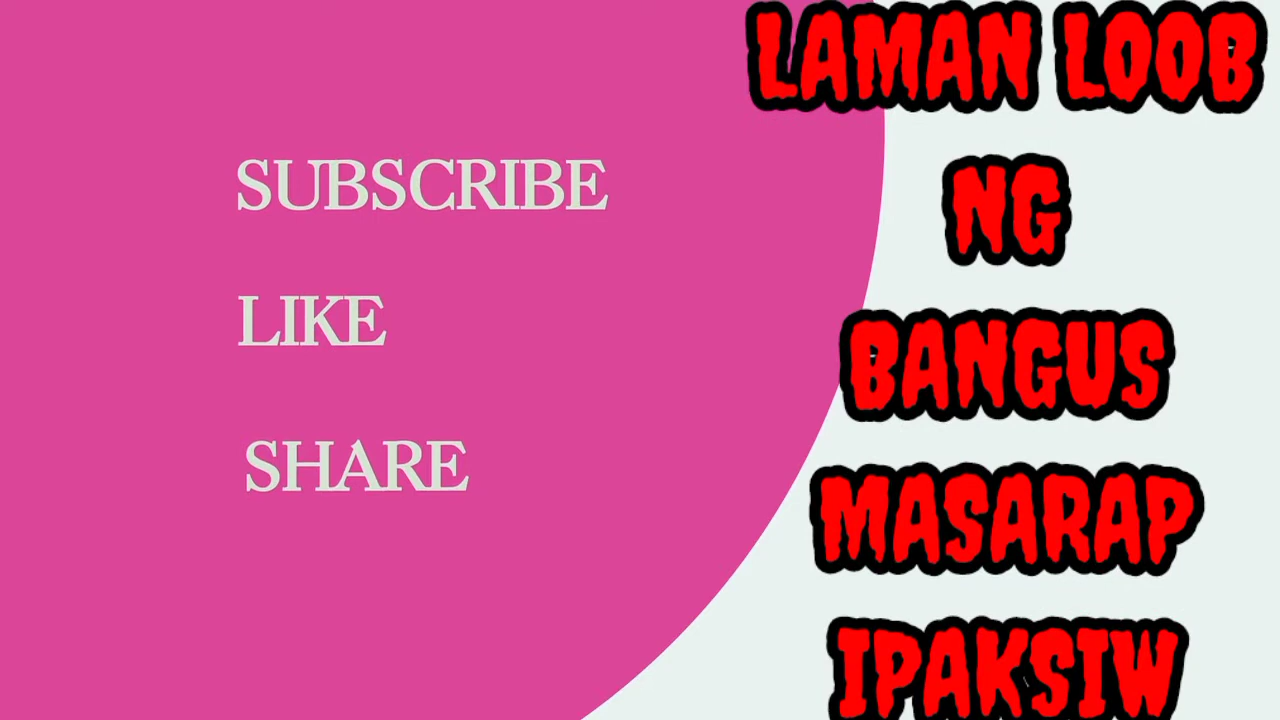 SUBSCRIBE
LIKE
SHARE
LAMAN LOOB
NG
BANGUS
MASARAP
IPAKSIW